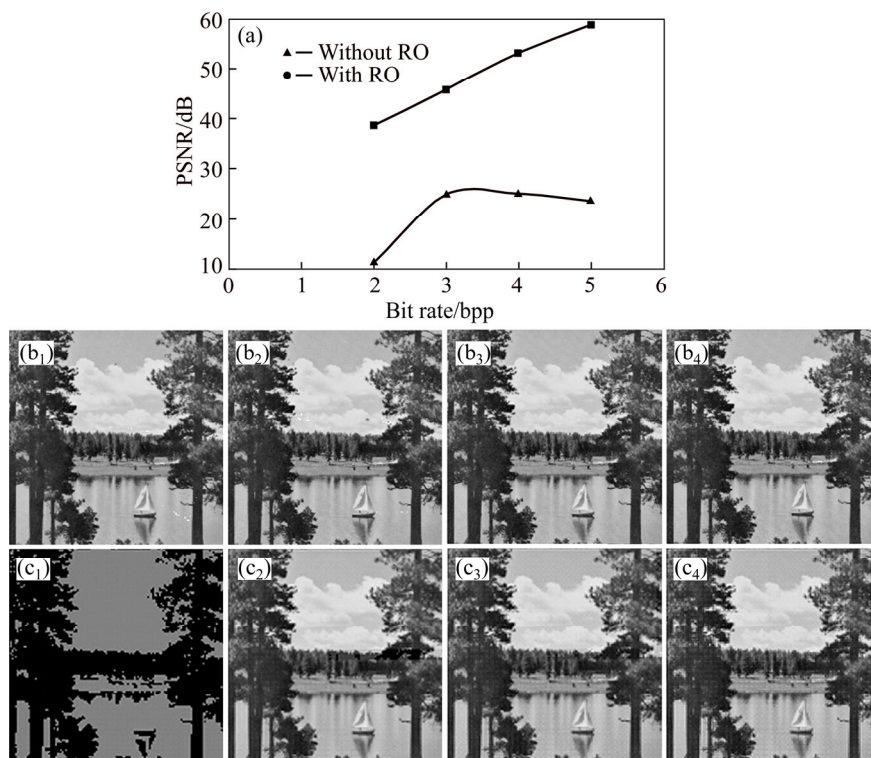 (a)
60
50
40
30
20
10
PSNR/dB
Without RO
With RO
0 1 2 3 4 5 6
Bit rate/bpp
(b₁) (b₂) (b₃) (b₄)
(c₁) (c₂) (c₃) (c₄)